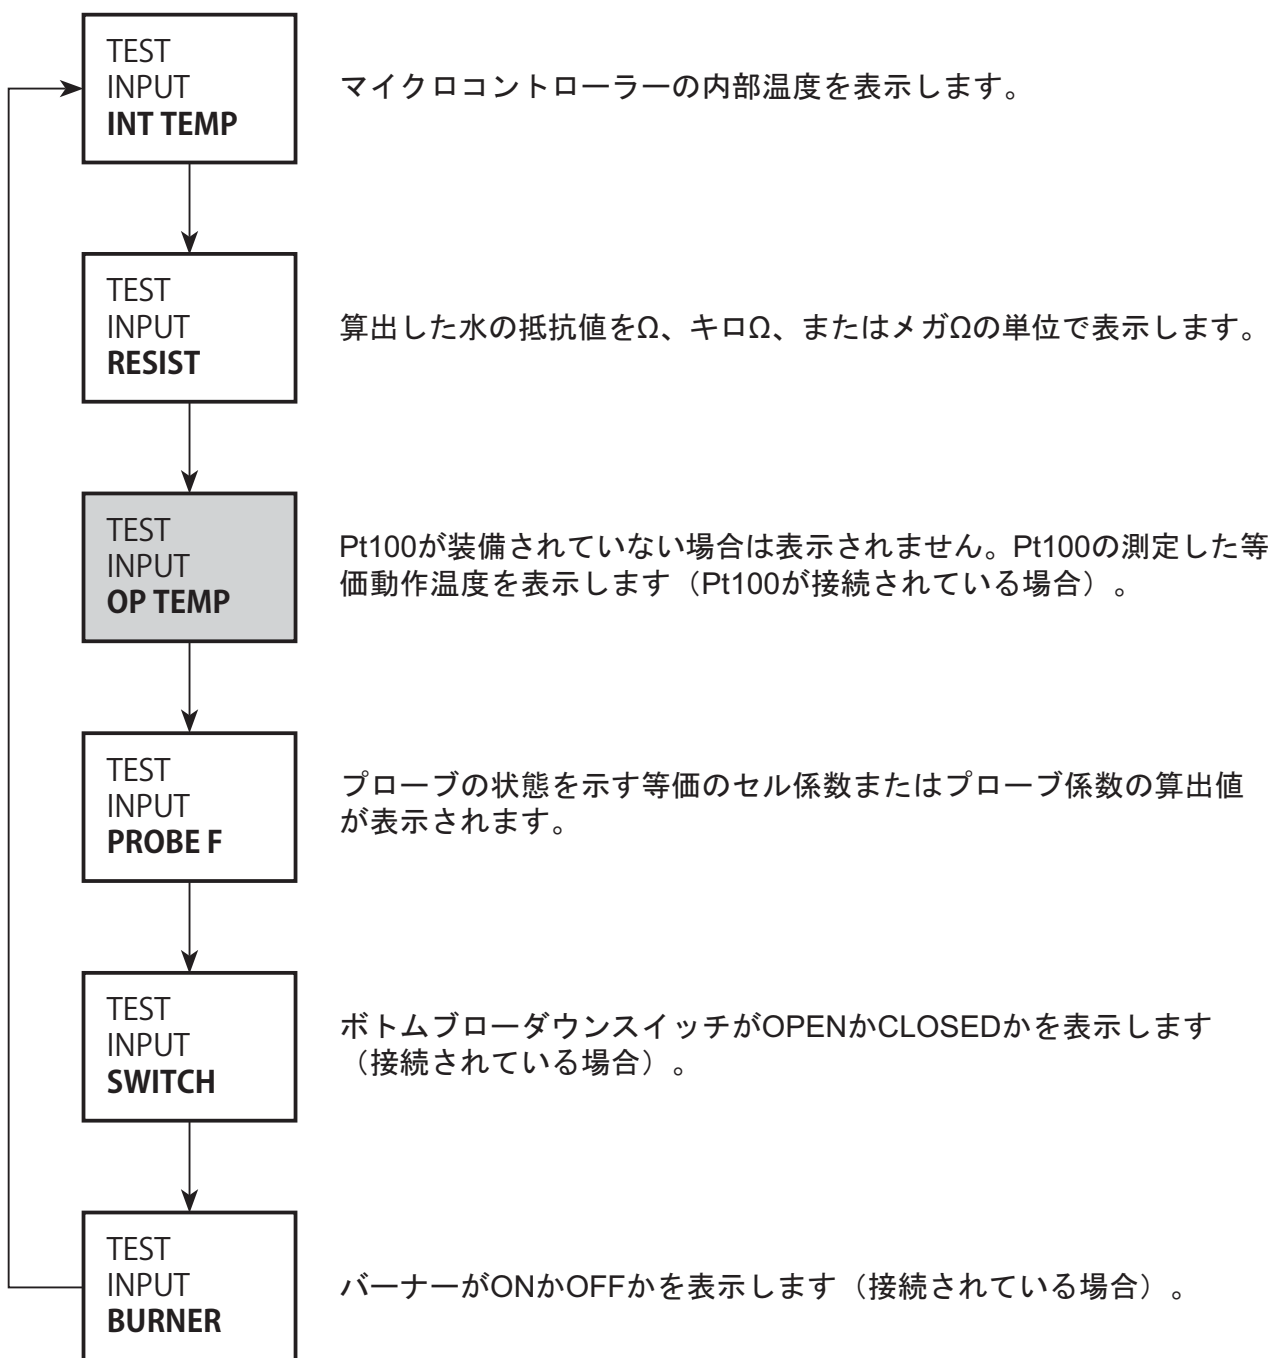 TEST
INPUT
INT TEMP
マイクロコントローラーの内部温度を表示します。
TEST
INPUT
RESIST
算出した水の抵抗値をΩ、キロΩ、またはメガΩの単位で表示します。
TEST
INPUT
OP TEMP
Pt100が装備されていない場合は表示されません。Pt100の測定した等
価動作温度を表示します（Pt100が接続されている場合）。
TEST
INPUT
PROBE F
プローブの状態を示す等価のセル係数またはプローブ係数の算出値
が表示されます。
TEST
INPUT
SWITCH
ボトムブローダウンスイッチがOPENかCLOSEDかを表示します
（接続されている場合）。
TEST
INPUT
BURNER
バーナーがONかOFFかを表示します（接続されている場合）。